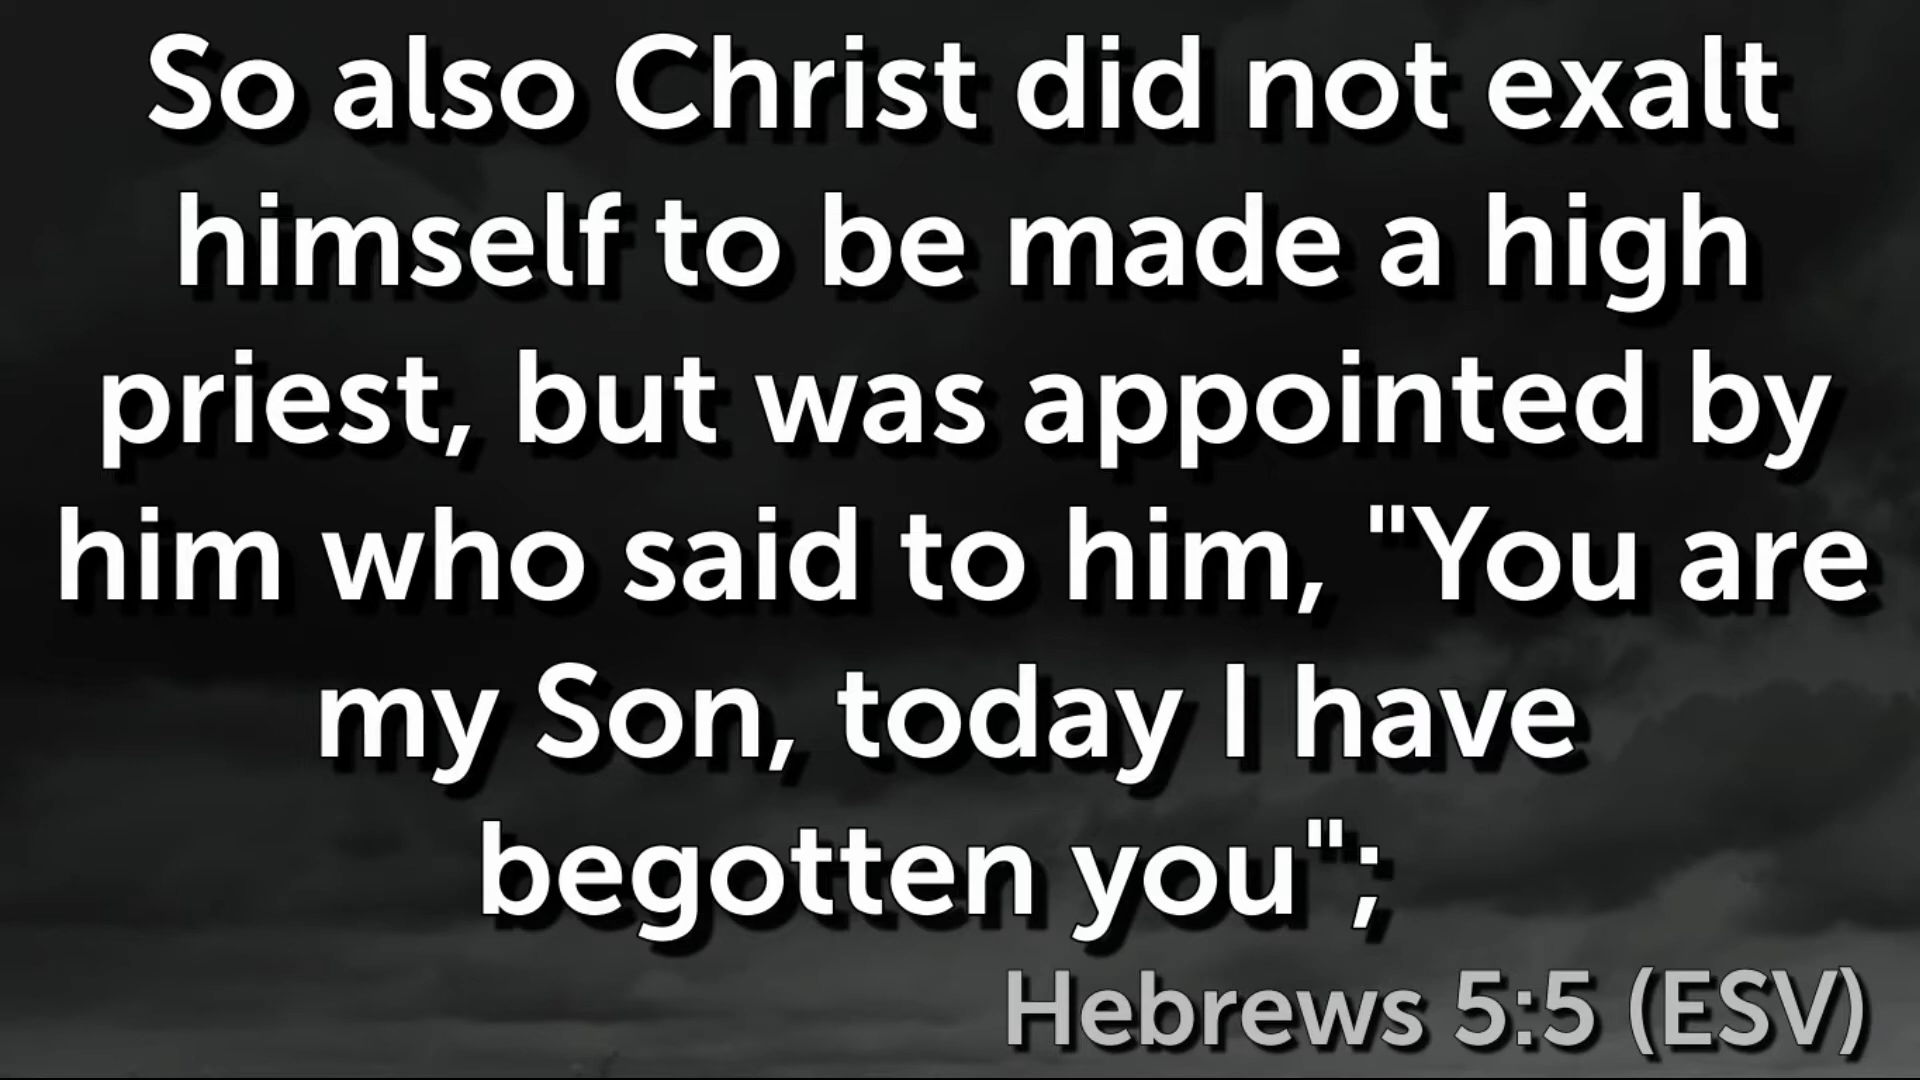 So also Christ did not exalt
himself to be made a high
priest, but was appointed by
him who said to him, "You are
my Son, today I have
begotten you";
Hebrews 5:5 (ESV)